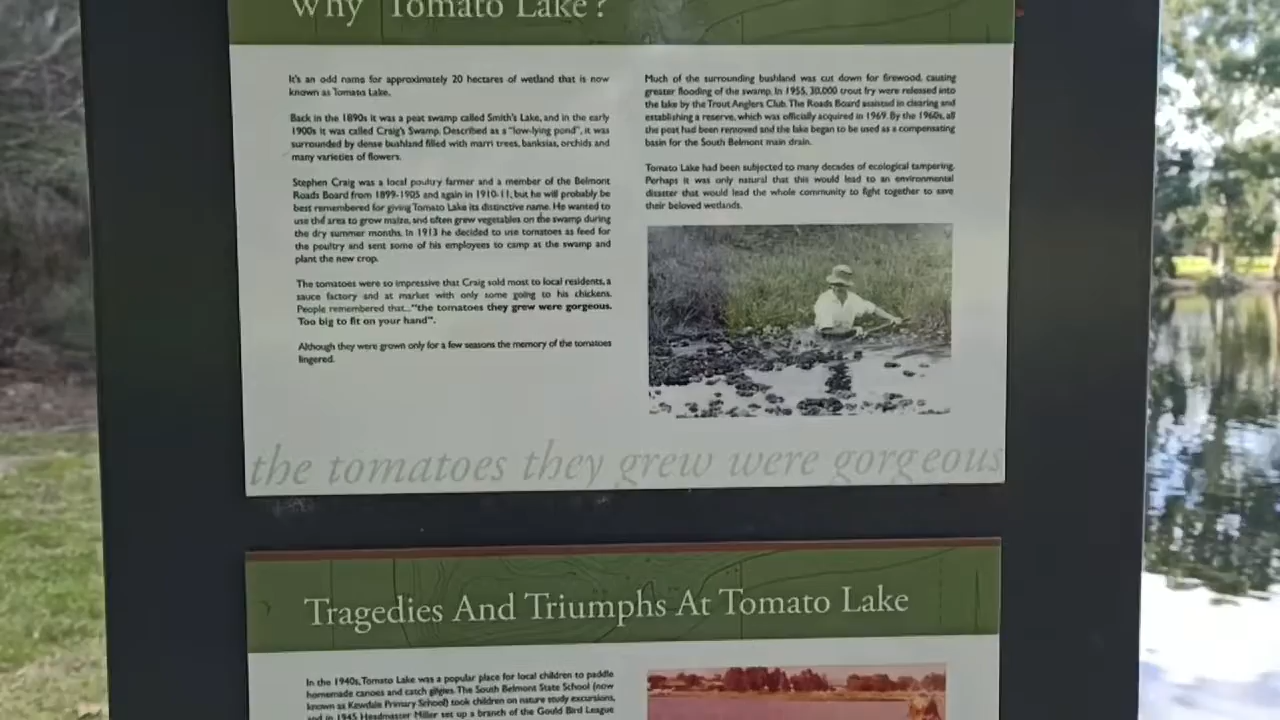 Why Tomato Lake?
It's an odd name for approximately 20 hectares of wetland that is now
known as Tomato Lake.
Back in the 1890s it was a peat swamp called Smith's Lake, and in the early
1900s it was called Craig's Swamp. Described as a "low-lying pond", it was
surrounded by dense bushland filled with marri trees, banksias, orchids and
many varieties of flowers.
Stephen Craig was a local poultry farmer and a member of the Belmont
Roads Board from 1899-1905 and again in 1910-11, but he will probably be
best remembered for giving Tomato Lake its distinctive name. He wanted to
use the area to grow maize, and often grew vegetables on the swamp during
the dry summer months. In 1913 he decided to use tomatoes as feed for
the poultry and sent some of his employees to camp at the swamp and
plant the new crop.
The tomatoes were so impressive that Craig sold most to local residents, a
sauce factory and at market with only some going to his chickens.
People remembered that..."the tomatoes they grew were gorgeous.
Too big to fit on your hand".
Although they were grown only for a few seasons the memory of the tomatoes
lingered.
Much of the surrounding bushland was cut down for firewood, causing
greater flooding of the swamp. In 1955, 30,000 trout fry were released into
the lake by the Trout Anglers Club. The Roads Board assisted in clearing and
establishing a reserve, which was officially acquired in 1969. By the 1960s, all
the peat had been removed and the lake began to be used as a compensating
basin for the South Belmont main drain.
Tomato Lake had been subjected to many decades of ecological tampering.
Perhaps it was only natural that this would lead to an environmental
disaster that would lead the whole community to fight together to save
their beloved wetlands.
the tomatoes they grew were gorgeous
Tragedies And Triumphs At Tomato Lake
In the 1940s, Tomato Lake was a popular place for local children to paddle
homemade canoes and catch gilgies. The South Belmont State School (now
known as Kewdale Primary School) took children on nature study excursions,
and in 1945 Headmaster Miller set up a branch of the Gould Bird League